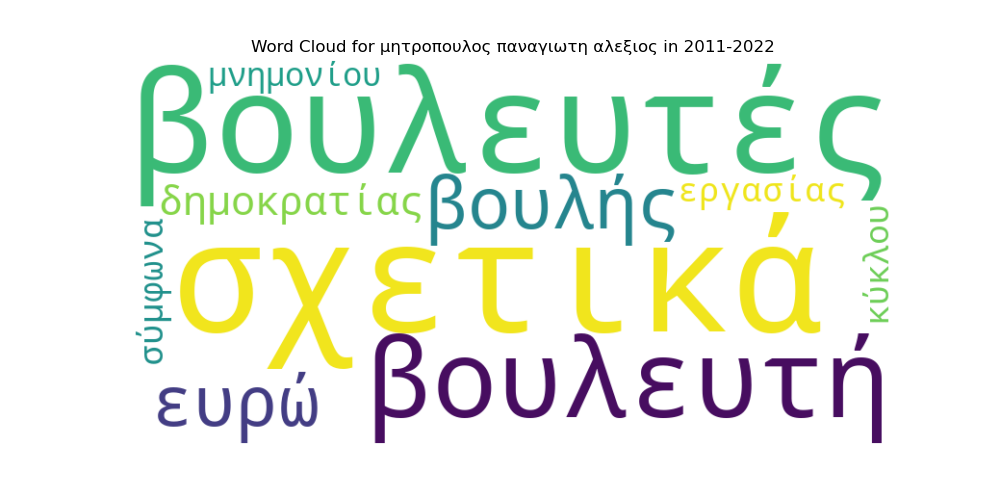 Word Cloud for μητροπουλος παναγιωτη αλεξιος in 2011-2022
μνημονίου
βουλευτές
δημοκρατίας
βουλής
εργασίας
σύμφωνα
σχετικά
κύκλου
ευρώ
βουλευτή